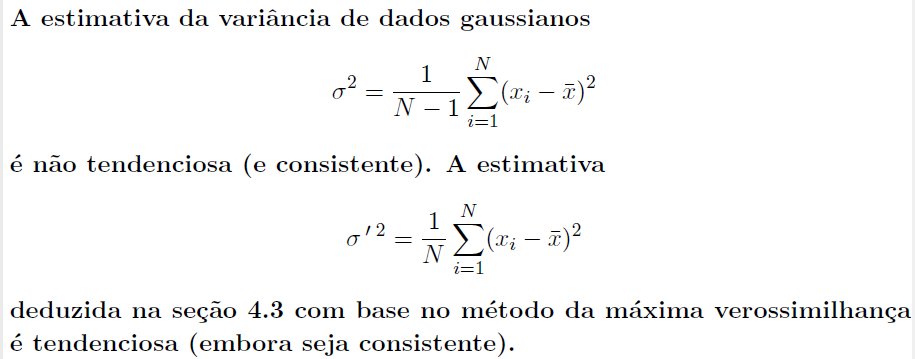 A estimativa da variância de dados gaussianos
σ² = 1/(N − 1) ∑_{i=1}^{N} (x_i − x̄)²
é não tendenciosa (e consistente). A estimativa
σ′² = 1/N ∑_{i=1}^{N} (x_i − x̄)²
deduzida na seção 4.3 com base no método da máxima verossimilhança
é tendenciosa (embora seja consistente).